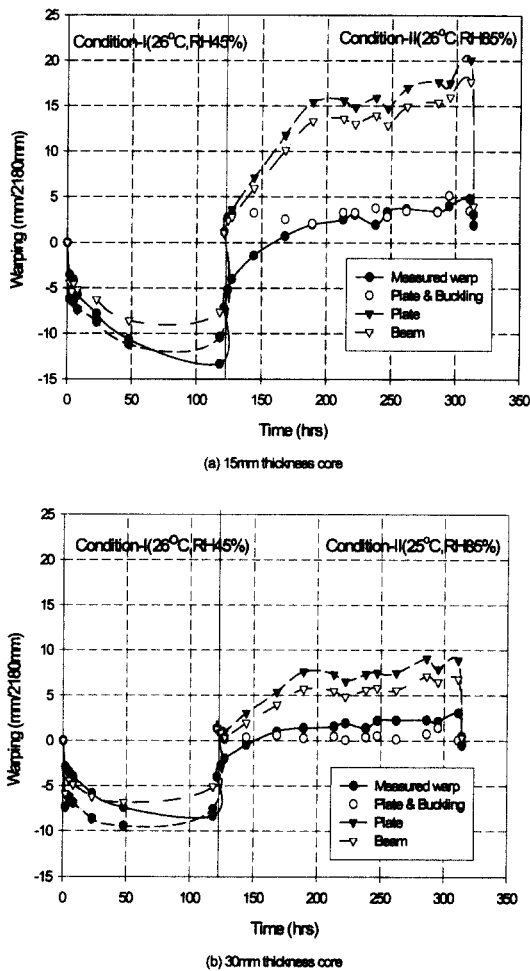 Condition-I(26°C,RH45%) Condition-II(26°C,RH85%)
25
20
15
10
5
0
-5
-10
-15
Warping (mm/2180mm)
Measured warp
Plate & Buckling
Plate
Beam
0 50 100 150 200 250 300 350
Time (hrs)
(a) 15mm thickness core
Condition-I(26°C,RH45%) Condition-II(25°C,RH85%)
25
20
15
10
5
0
-5
-10
-15
Warping (mm/2180mm)
Measured warp
Plate & Buckling
Plate
Beam
0 50 100 150 200 250 300 350
Time (hrs)
(b) 30mm thickness core